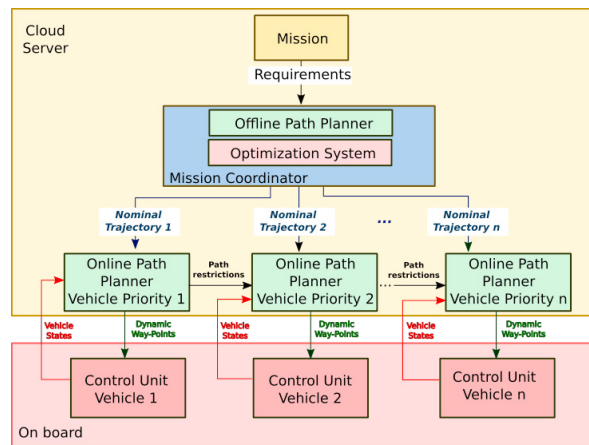 Cloud
Server
Mission
Requirements
Offline Path Planner
Optimization System
Mission Coordinator
Nominal
Trajectory 1
Nominal
Trajectory 2
...
Nominal
Trajectory n
Online Path
Planner
Vehicle Priority 1
Path
restrictions
Online Path
Planner
Vehicle Priority 2
Path
restrictions
...
Online Path
Planner
Vehicle Priority n
Vehicle
States
Dynamic
Way-Points
Vehicle
States
Dynamic
Way-Points
Vehicle
States
Dynamic
Way-Points
Control Unit
Vehicle 1
Control Unit
Vehicle 2
Control Unit
Vehicle n
On board